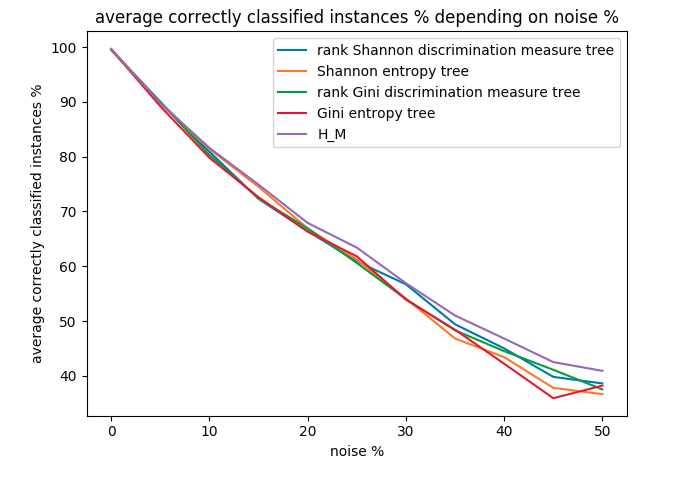 average correctly classified instances % depending on noise %
rank Shannon discrimination measure tree
Shannon entropy tree
rank Gini discrimination measure tree
Gini entropy tree
H_M
average correctly classified instances %
100
90
80
70
60
50
40
0 10 20 30 40 50
noise %